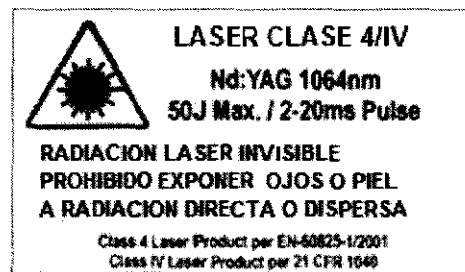 LASER CLASE 4/IV
Nd:YAG 1064nm
50J Max. / 2-20ms Pulse
RADIACION LASER INVISIBLE
PROHIBIDO EXPONER OJOS O PIEL
A RADIACION DIRECTA O DISPERSA
Class 4 Laser Product per EN-60825-1/2001
Class IV Laser Product per 21 CFR 1040